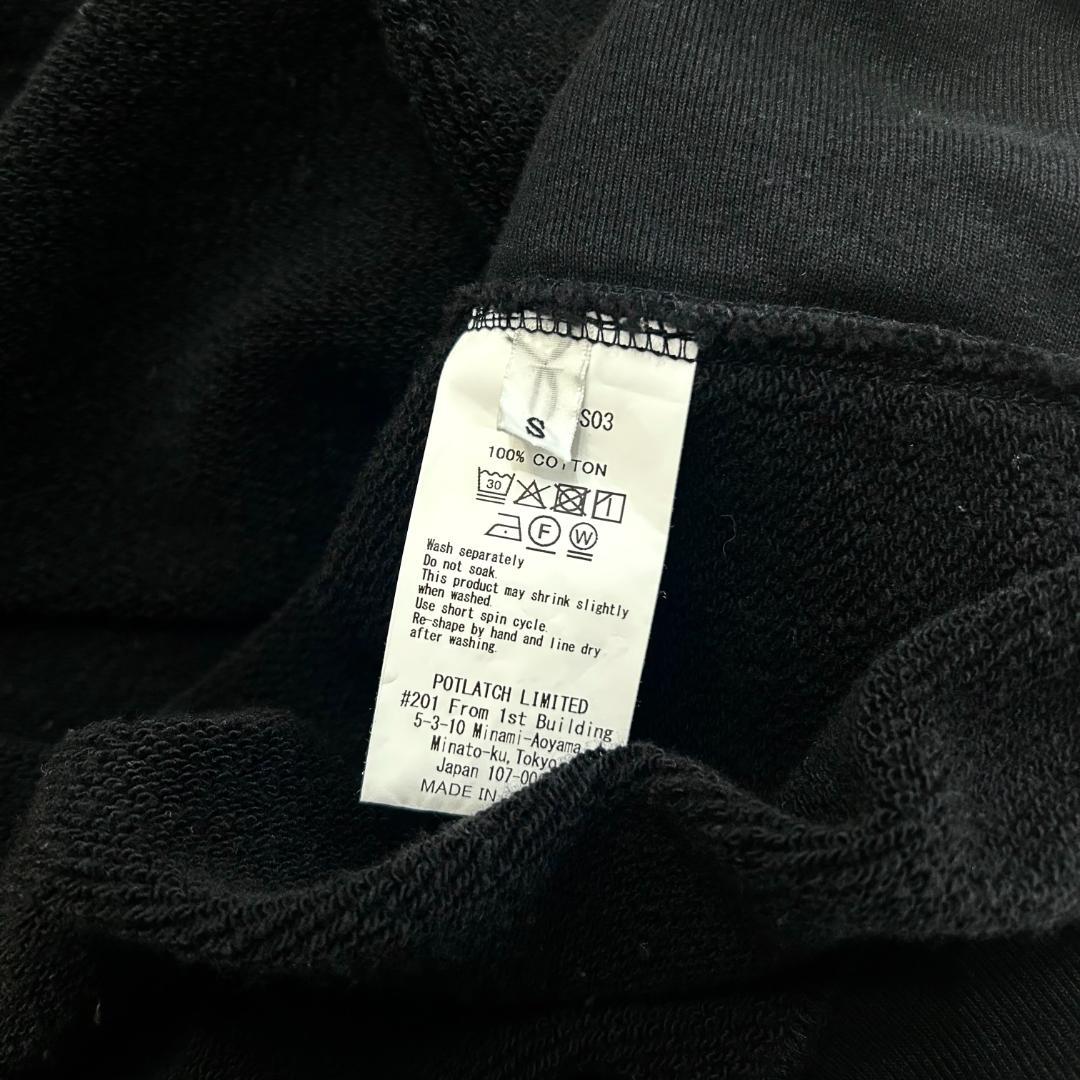 S
S03
100% COTTON
30
F W
Wash separately
Do not soak.
This product may shrink slightly
when washed.
Use short spin cycle.
Re-shape by hand and line dry
after washing.
POTLATCH LIMITED
#201 From 1st Building
5-3-10 Minami-Aoyama
Minato-ku, Tokyo
Japan 107-00
MADE IN